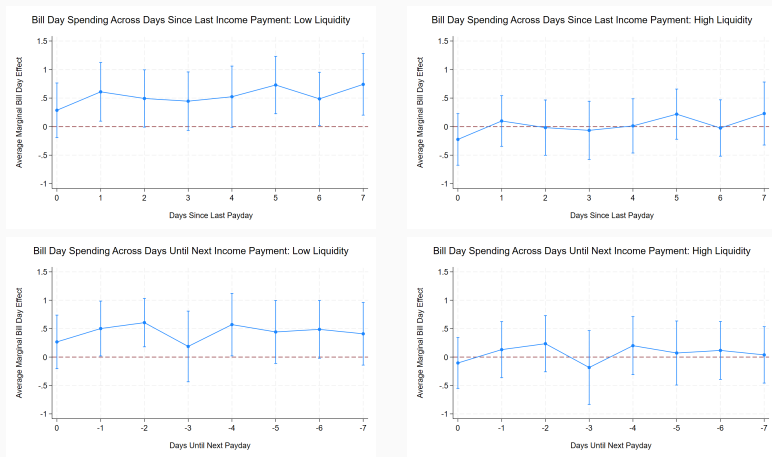 Bill Day Spending Across Days Since Last Income Payment: Low Liquidity
Average Marginal Bill Day Effect
1.5
1
.5
0
-.5
-1
0 1 2 3 4 5 6 7
Days Since Last Payday
Bill Day Spending Across Days Since Last Income Payment: High Liquidity
Average Marginal Bill Day Effect
1.5
1
.5
0
-.5
-1
0 1 2 3 4 5 6 7
Days Since Last Payday
Bill Day Spending Across Days Until Next Income Payment: Low Liquidity
Average Marginal Bill Day Effect
1.5
1
.5
0
-.5
-1
0 -1 -2 -3 -4 -5 -6 -7
Days Until Next Payday
Bill Day Spending Across Days Until Next Income Payment: High Liquidity
Average Marginal Bill Day Effect
1.5
1
.5
0
-.5
-1
0 -1 -2 -3 -4 -5 -6 -7
Days Until Next Payday